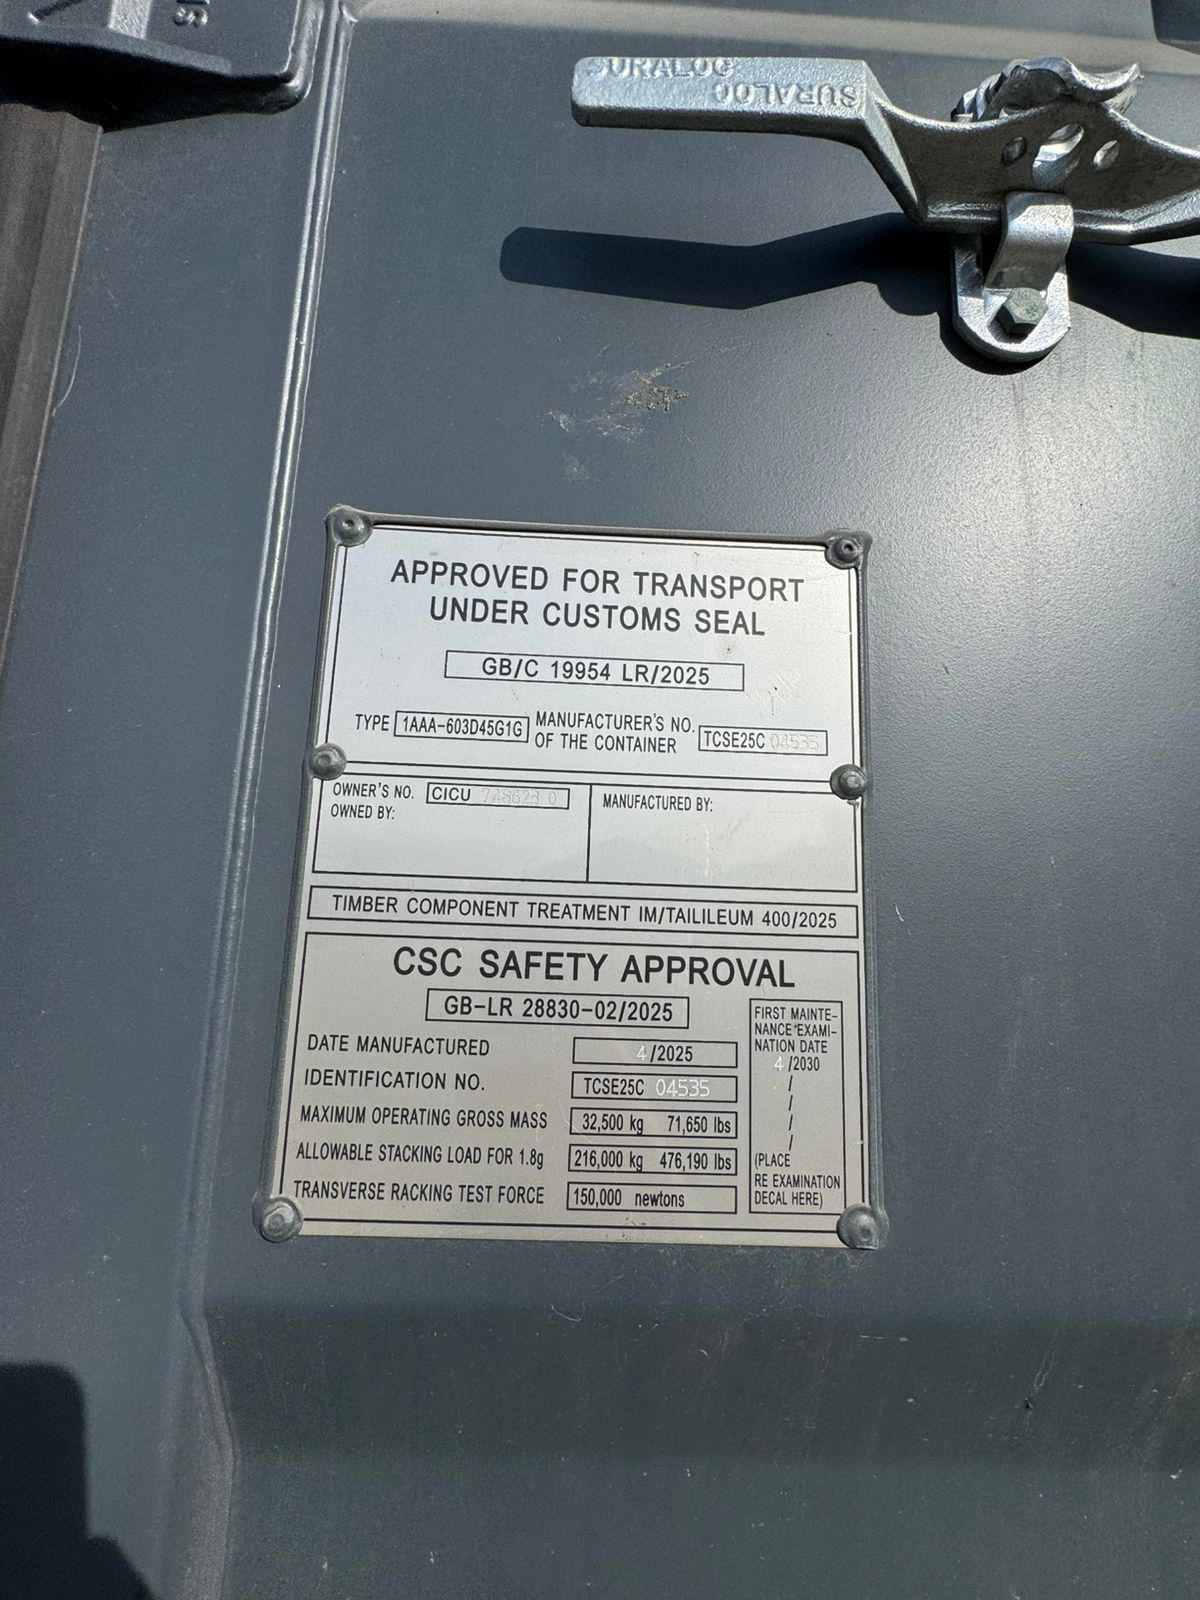 SURALOC
SURALOC
APPROVED FOR TRANSPORT
UNDER CUSTOMS SEAL
GB/C 19954 LR/2025
TYPE 1AAA-603D45G1G MANUFACTURER'S NO. OF THE CONTAINER TCSE25C 04535
OWNER'S NO. CICU 748623 0
OWNED BY:
MANUFACTURED BY:
TIMBER COMPONENT TREATMENT IM/TAILILEUM 400/2025
CSC SAFETY APPROVAL
GB-LR 28830-02/2025
DATE MANUFACTURED 4/2025
IDENTIFICATION NO. TCSE25C 04535
MAXIMUM OPERATING GROSS MASS 32,500 kg 71,650 lbs
ALLOWABLE STACKING LOAD FOR 1.8g 216,000 kg 476,190 lbs
TRANSVERSE RACKING TEST FORCE 150,000 newtons
FIRST MAINTE-
NANCE EXAMI-
NATION DATE
4/2030
/
/
/
/
(PLACE
RE EXAMINATION
DECAL HERE)